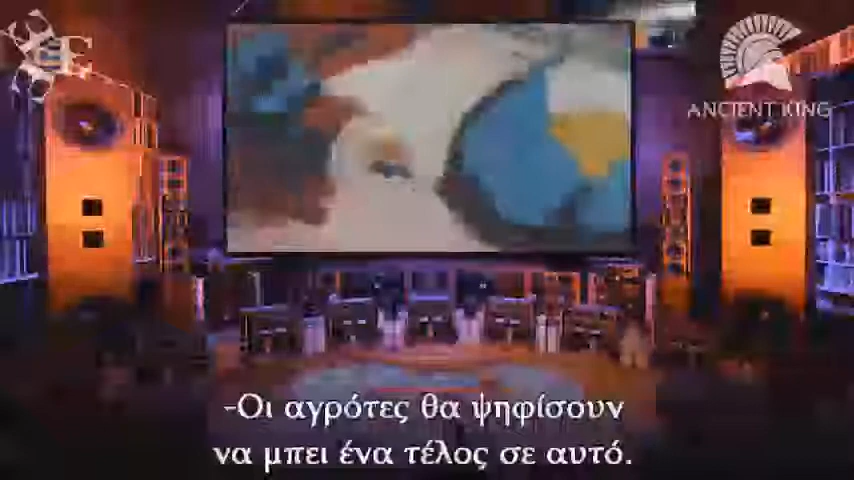 ANCIENT KING
-Οι αγρότες θα ψηφίσουν
να μπει ένα τέλος σε αυτό.